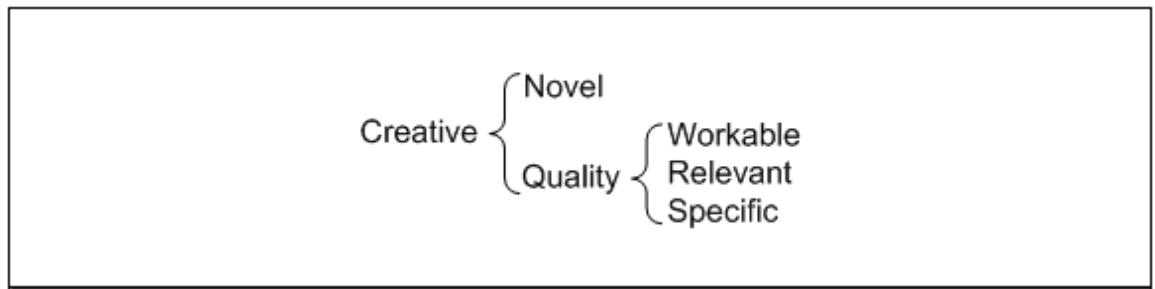 Novel
Creative
Workable
Quality
Relevant
Specific